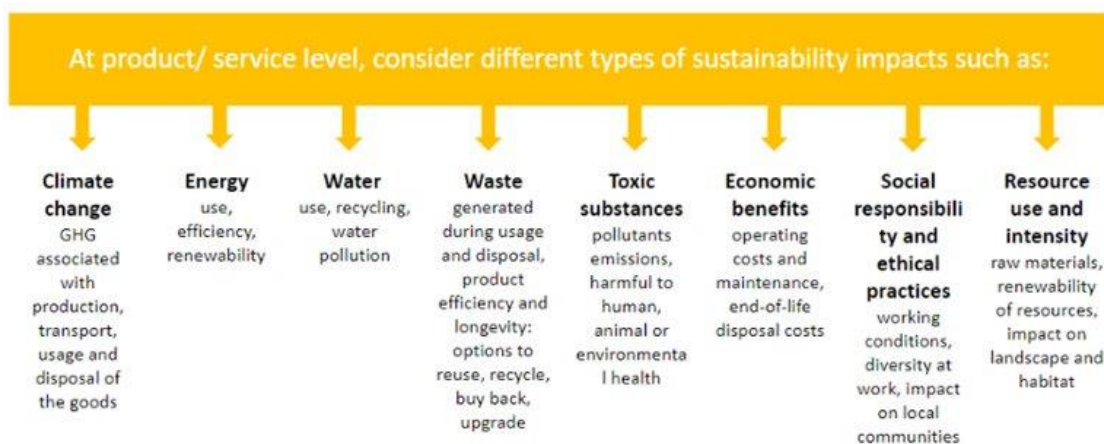 At product/ service level, consider different types of sustainability impacts such as:
Climate
change
GHG
associated
with
production,
transport,
usage and
disposal of
the goods
Energy
use,
efficiency,
renewability
Water
use, recycling,
water
pollution
Waste
generated
during usage
and disposal,
product
efficiency and
longevity:
options to
reuse, recycle,
buy back,
upgrade
Toxic
substances
pollutants
emissions,
harmful to
human,
animal or
environmenta
l health
Economic
benefits
operating
costs and
maintenance,
end-of-life
disposal costs
Social
responsibili
ty and
ethical
practices
working
conditions,
diversity at
work, impact
on local
communities
Resource
use and
intensity
raw materials,
renewability
of resources,
impact on
landscape and
habitat